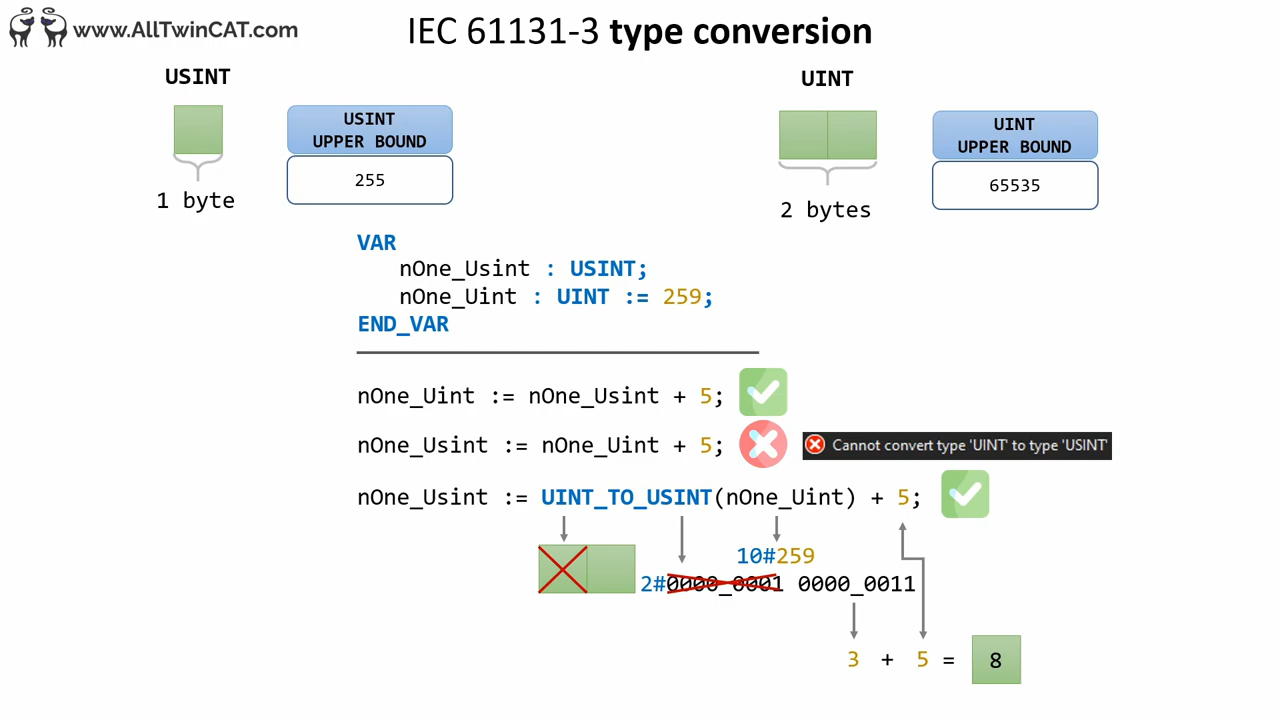 www.AllTwinCAT.com
IEC 61131-3 type conversion
USINT
USINT
UPPER BOUND
255
1 byte
UINT
UINT
UPPER BOUND
65535
2 bytes
VAR
nOne_Usint : USINT;
nOne_Uint : UINT := 259;
END_VAR
nOne_Uint := nOne_Usint + 5;
nOne_Usint := nOne_Uint + 5;
Cannot convert type 'UINT' to type 'USINT'
nOne_Usint := UINT_TO_USINT(nOne_Uint) + 5;
10#259
2#0000_0001 0000_0011
3 + 5 = 8